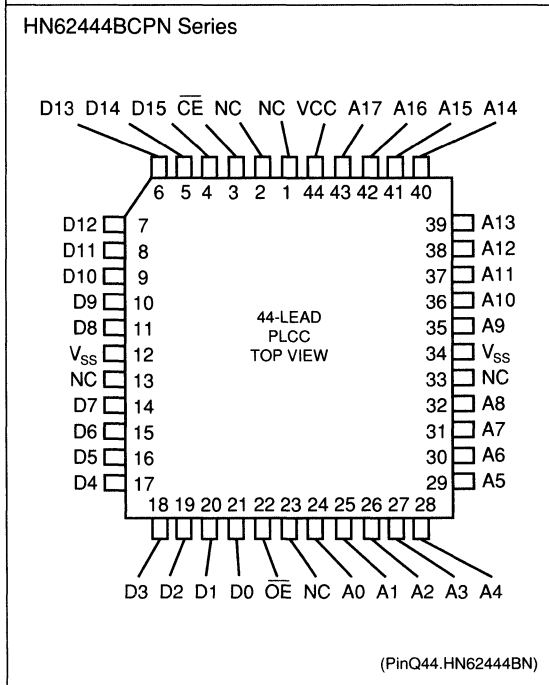 HN62444BCPN Series
D13 D14 D15 C̅E̅ NC NC VCC A17 A16 A15 A14
6 5 4 3 2 1 44 43 42 41 40
D12 7 39 A13
D11 8 38 A12
D10 9 37 A11
D9 10 36 A10
D8 11 35 A9
VSS 12 34 VSS
NC 13 33 NC
D7 14 32 A8
D6 15 31 A7
D5 16 30 A6
D4 17 29 A5
44-LEAD
PLCC
TOP VIEW
18 19 20 21 22 23 24 25 26 27 28
D3 D2 D1 D0 O̅E̅ NC A0 A1 A2 A3 A4
(PinQ44.HN62444BN)